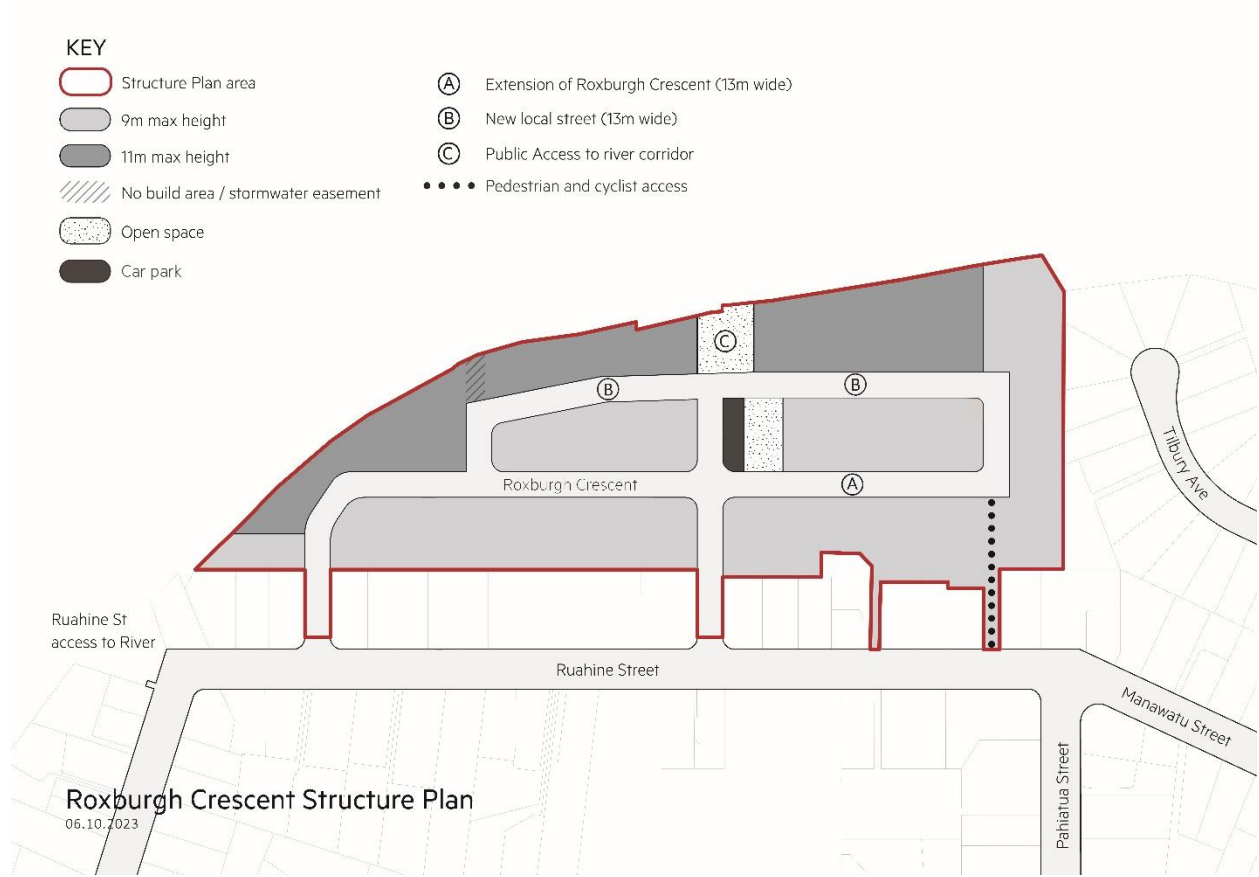 KEY
Structure Plan area
9m max height
11m max height
No build area / stormwater easement
Open space
Car park
A Extension of Roxburgh Crescent (13m wide)
B New local street (13m wide)
C Public Access to river corridor
Pedestrian and cyclist access
C
B
B
Roxburgh Crescent
A
Tilbury Ave
Ruahine St
access to River
Ruahine Street
Manawatu Street
Pahiatua Street
Roxburgh Crescent Structure Plan
06.10.2023